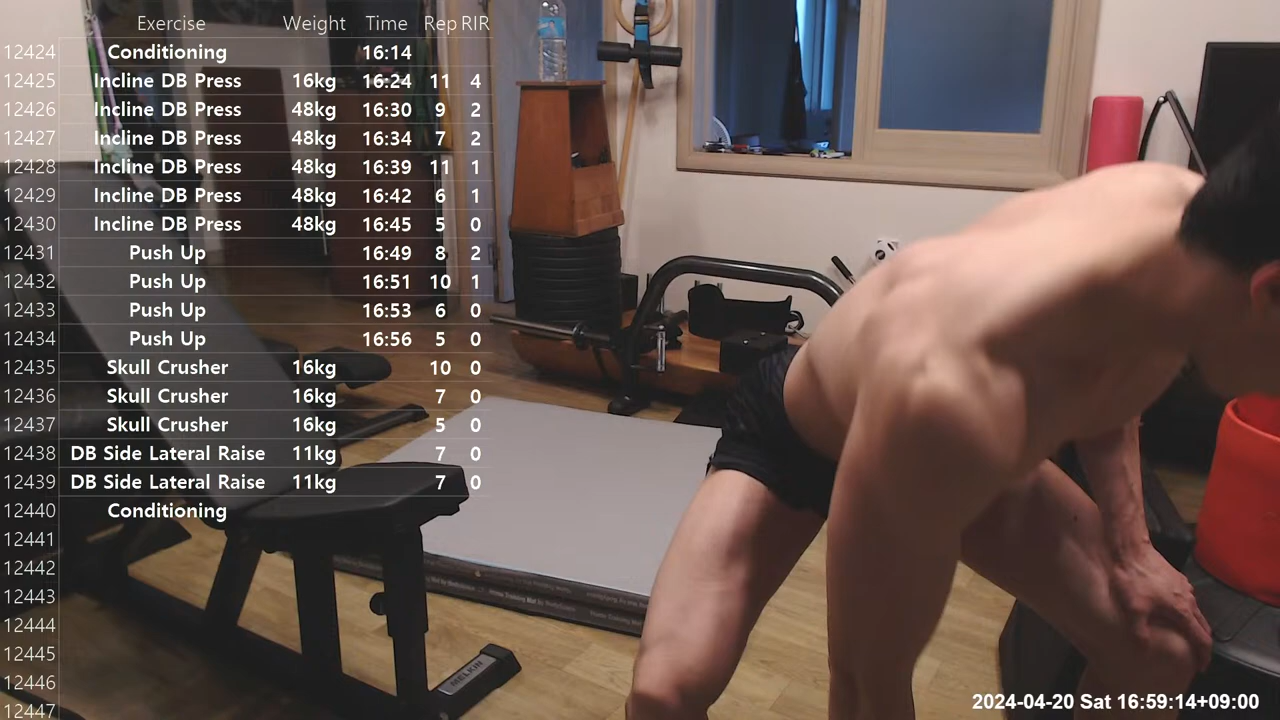 Exercise Weight Time Rep RIR
12424 Conditioning 16:14
12425 Incline DB Press 16kg 16:24 11 4
12426 Incline DB Press 48kg 16:30 9 2
12427 Incline DB Press 48kg 16:34 7 2
12428 Incline DB Press 48kg 16:39 11 1
12429 Incline DB Press 48kg 16:42 6 1
12430 Incline DB Press 48kg 16:45 5 0
12431 Push Up 16:49 8 2
12432 Push Up 16:51 10 1
12433 Push Up 16:53 6 0
12434 Push Up 16:56 5 0
12435 Skull Crusher 16kg 10 0
12436 Skull Crusher 16kg 7 0
12437 Skull Crusher 16kg 5 0
12438 DB Side Lateral Raise 11kg 7 0
12439 DB Side Lateral Raise 11kg 7 0
12440 Conditioning
12441
12442
12443
12444
12445
12446
12447
MELKIN
2024-04-20 Sat 16:59:14+09:00